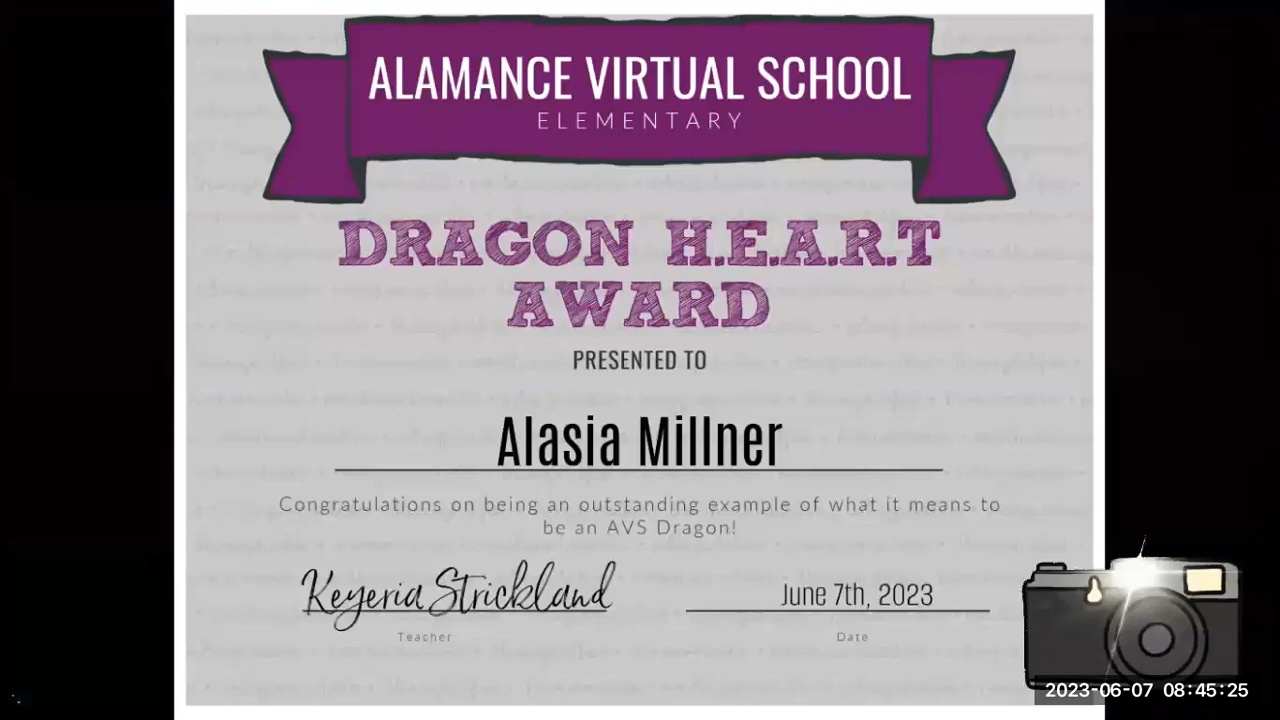 ALAMANCE VIRTUAL SCHOOL
ELEMENTARY
DRAGON H.E.A.R.T
AWARD
PRESENTED TO
Alasia Millner
Congratulations on being an outstanding example of what it means to
be an AVS Dragon!
Keyeria Strickland
June 7th, 2023
Teacher
Date
2023-06-07 08:45:25